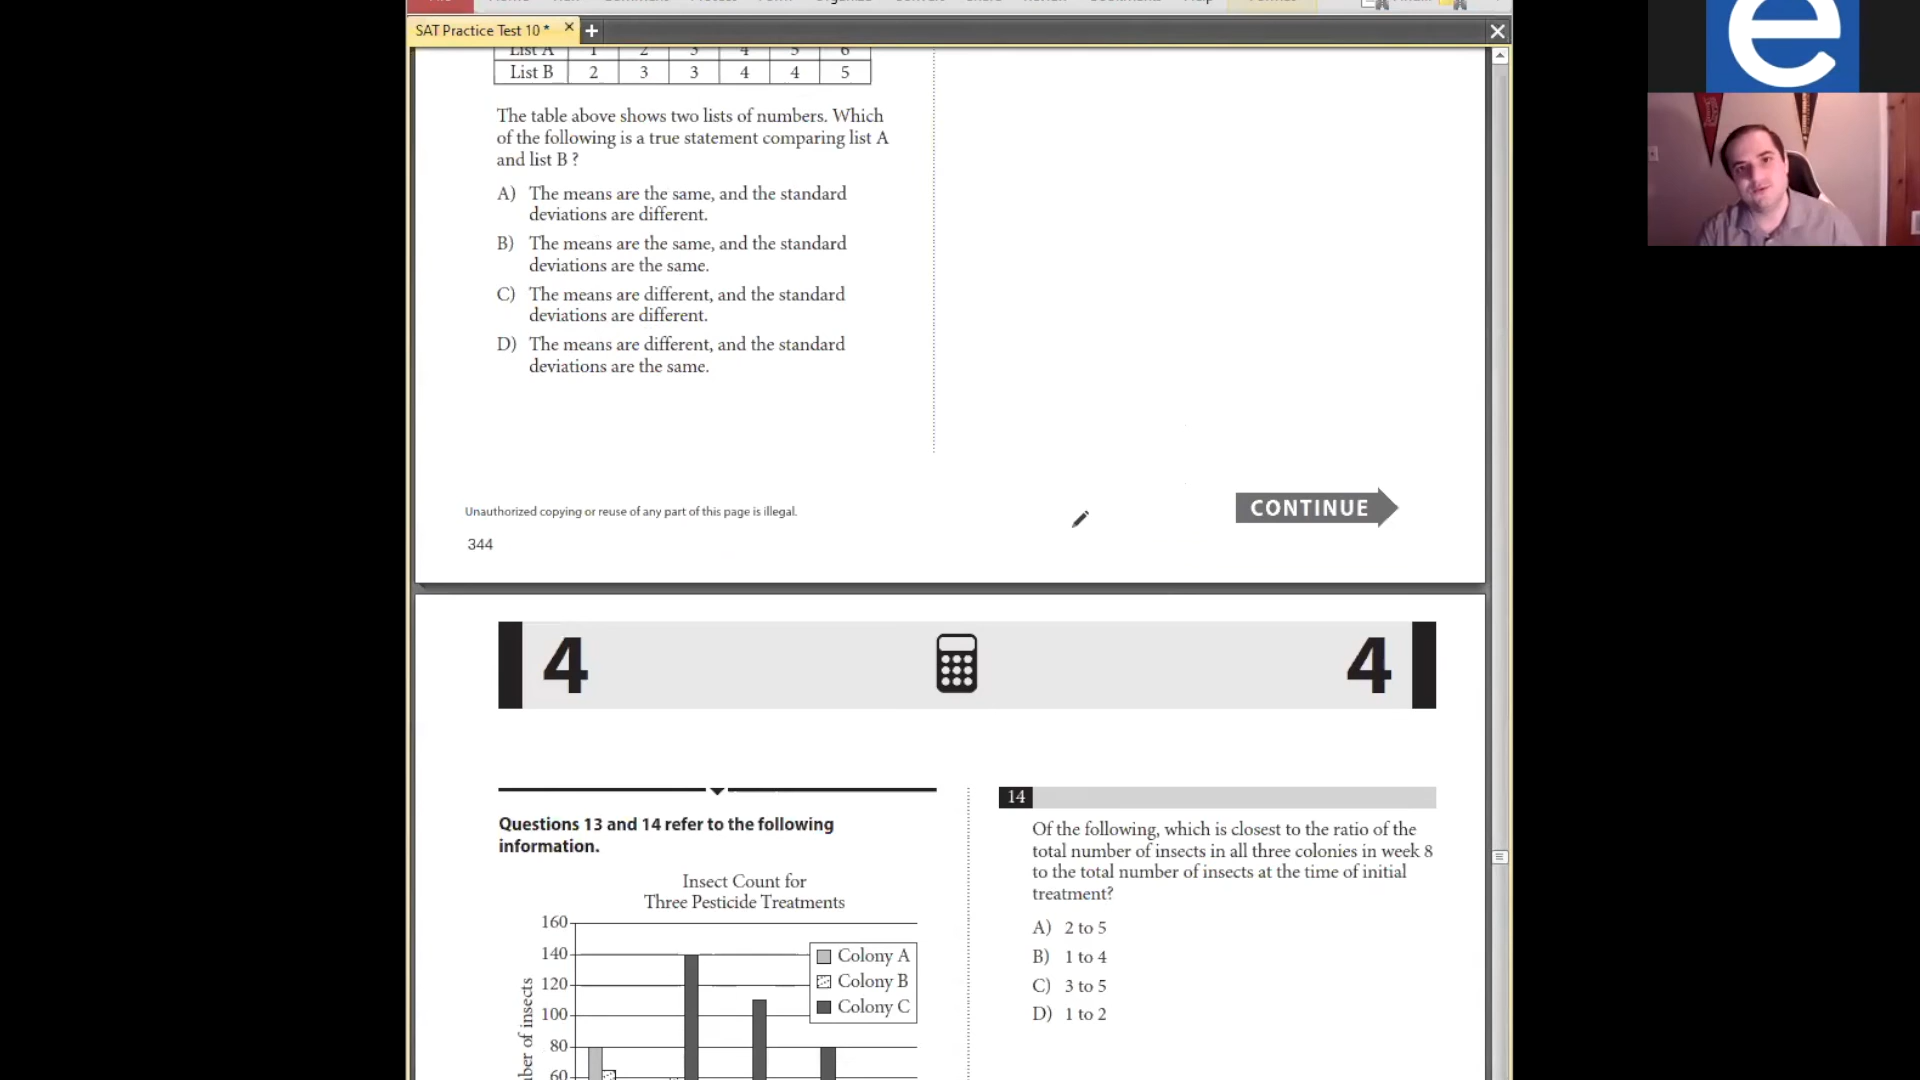 SAT Practice Test 10 *
List A 1 2 3 4 5 6
List B 2 3 3 4 4 5
The table above shows two lists of numbers. Which
of the following is a true statement comparing list A
and list B ?
A) The means are the same, and the standard
deviations are different.
B) The means are the same, and the standard
deviations are the same.
C) The means are different, and the standard
deviations are different.
D) The means are different, and the standard
deviations are the same.
Unauthorized copying or reuse of any part of this page is illegal.
CONTINUE
344
4
4
Questions 13 and 14 refer to the following
information.
Insect Count for
Three Pesticide Treatments
160
140
120
100
80
60
Colony A
Colony B
Colony C
14
Of the following, which is closest to the ratio of the
total number of insects in all three colonies in week 8
to the total number of insects at the time of initial
treatment?
A) 2 to 5
B) 1 to 4
C) 3 to 5
D) 1 to 2
e